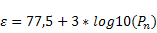 ε = 77,5 + 3 * log10(Pₙ)